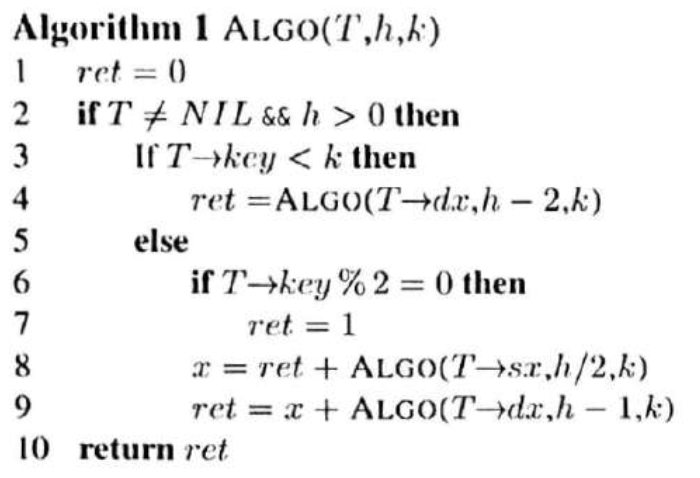 Algorithm 1 ALGO(T,h,k)
1 ret = 0
2 if T ≠ NIL && h > 0 then
3 If T→key < k then
4 ret =ALGO(T→dx,h − 2,k)
5 else
6 if T→key % 2 = 0 then
7 ret = 1
8 x = ret + ALGO(T→sx,h/2,k)
9 ret = x + ALGO(T→dx,h − 1,k)
10 return ret